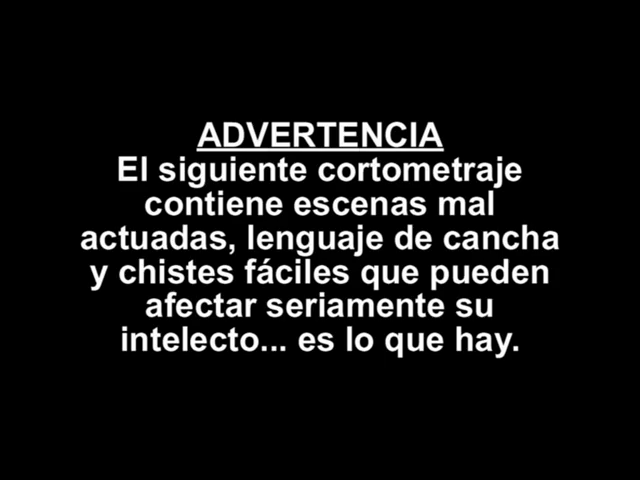 ADVERTENCIA
El siguiente cortometraje
contiene escenas mal
actuadas, lenguaje de cancha
y chistes fáciles que pueden
afectar seriamente su
intelecto... es lo que hay.